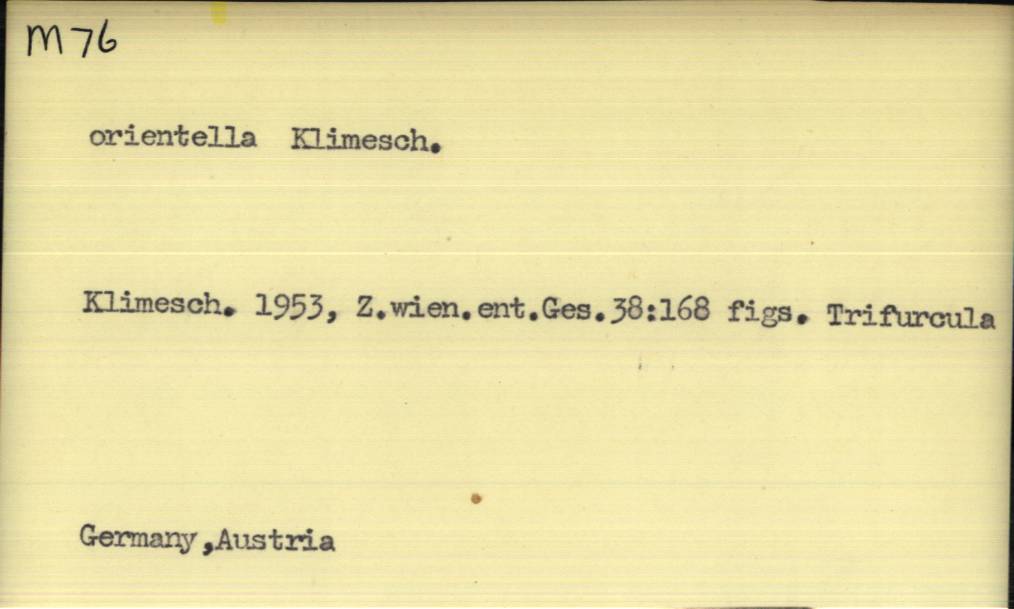 M76
orientella Klimesch.
Klimesch. 1953, Z.wien.ent.Ges.38:168 figs. Trifurcula
Germany,Austria